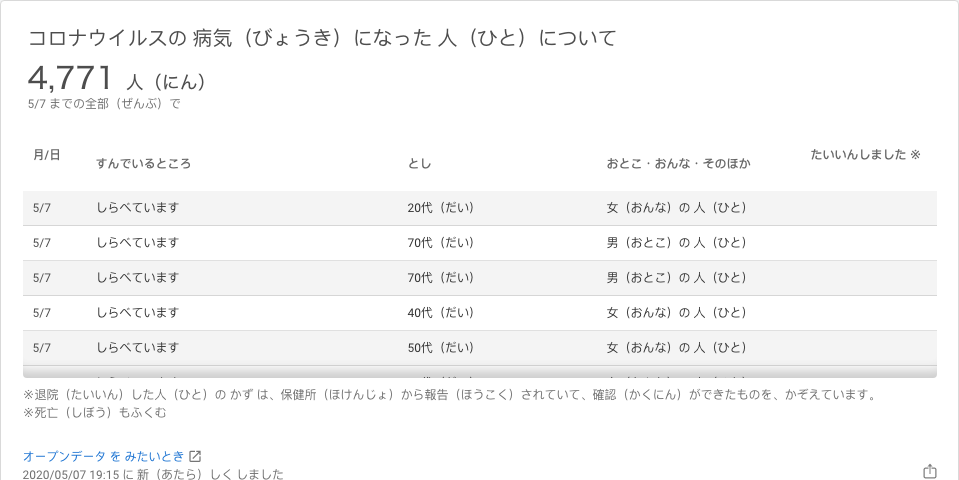 コロナウイルスの 病気（びょうき）になった 人（ひと）について
4,771 人（にん）
5/7 までの全部（ぜんぶ）で
月/日 すんでいるところ とし おとこ・おんな・そのほか たいいんしました ※
5/7 しらべています 20代（だい） 女（おんな）の 人（ひと）
5/7 しらべています 70代（だい） 男（おとこ）の 人（ひと）
5/7 しらべています 70代（だい） 男（おとこ）の 人（ひと）
5/7 しらべています 40代（だい） 女（おんな）の 人（ひと）
5/7 しらべています 50代（だい） 女（おんな）の 人（ひと）
※退院（たいいん）した 人（ひと）の かず は、保健所（ほけんじょ）から 報告（ほうこく）されていて、確認（かくにん）ができたものを、かぞえています。
※死亡（しぼう）もふくむ
オープンデータ を みたいとき
2020/05/07 19:15 に 新（あたら）しく しました